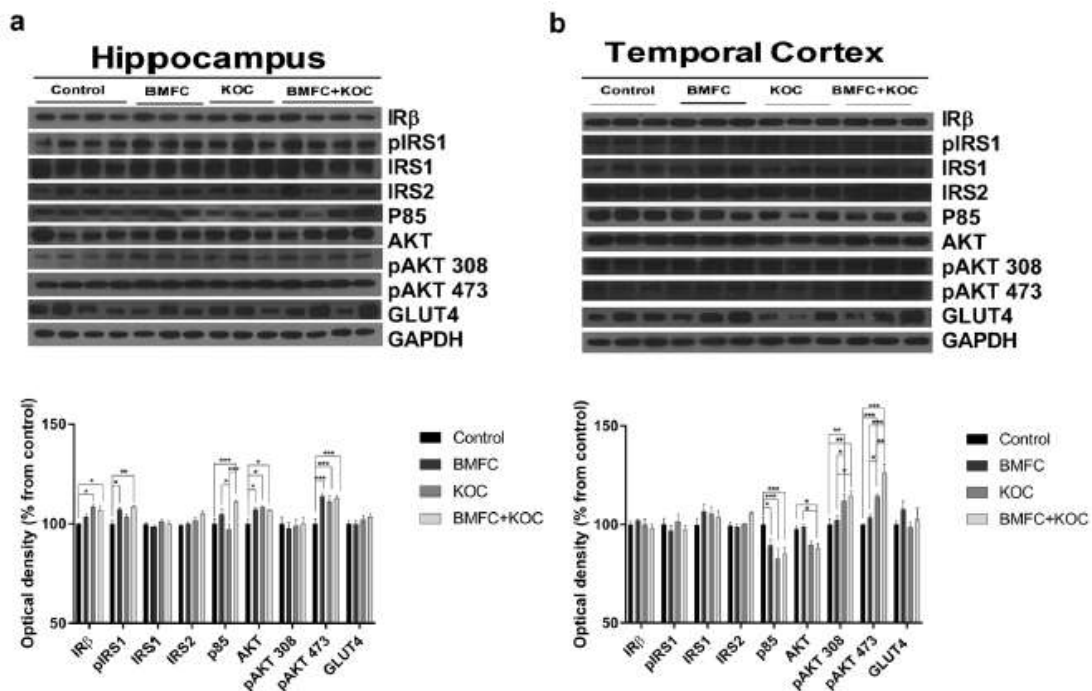 a
Hippocampus
Control BMFC KOC BMFC+KOC
IRβ
pIRS1
IRS1
IRS2
P85
AKT
pAKT 308
pAKT 473
GLUT4
GAPDH
Optical density (% from control)
150
100
50
* * * ** *** * *** * * * *** *** ***
Control
BMFC
KOC
BMFC+KOC
IRβ pIRS1 IRS1 IRS2 p85 AKT pAKT 308 pAKT 473 GLUT4
b
Temporal Cortex
Control BMFC KOC BMFC+KOC
IRβ
pIRS1
IRS1
IRS2
P85
AKT
pAKT 308
pAKT 473
GLUT4
GAPDH
Optical density (% from control)
150
100
50
Control
BMFC
KOC
BMFC+KOC
IRβ pIRS1 IRS1 IRS2 p85 AKT pAKT 308 pAKT 473 GLUT4